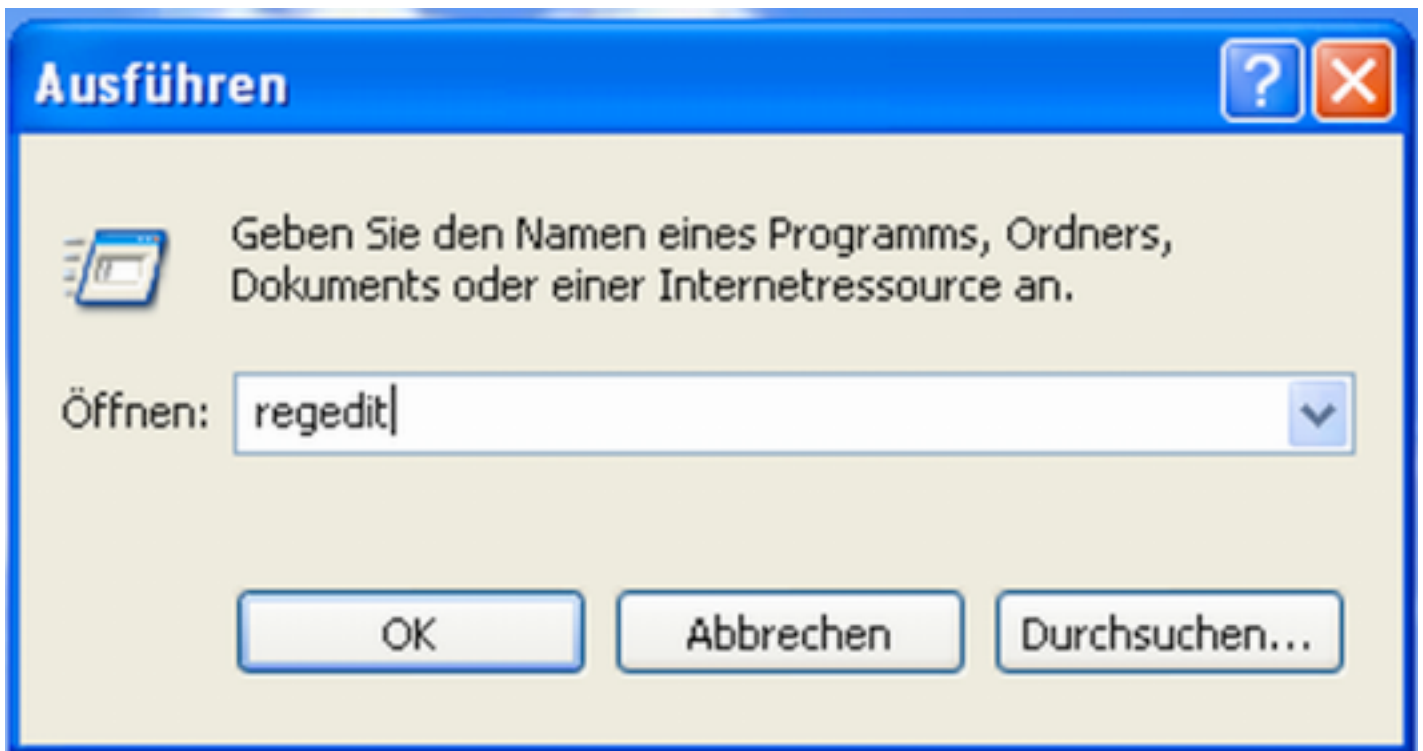 Ausführen
Geben Sie den Namen eines Programms, Ordners,
Dokuments oder einer Internetressource an.
Öffnen: regedit
OK Abbrechen Durchsuchen...